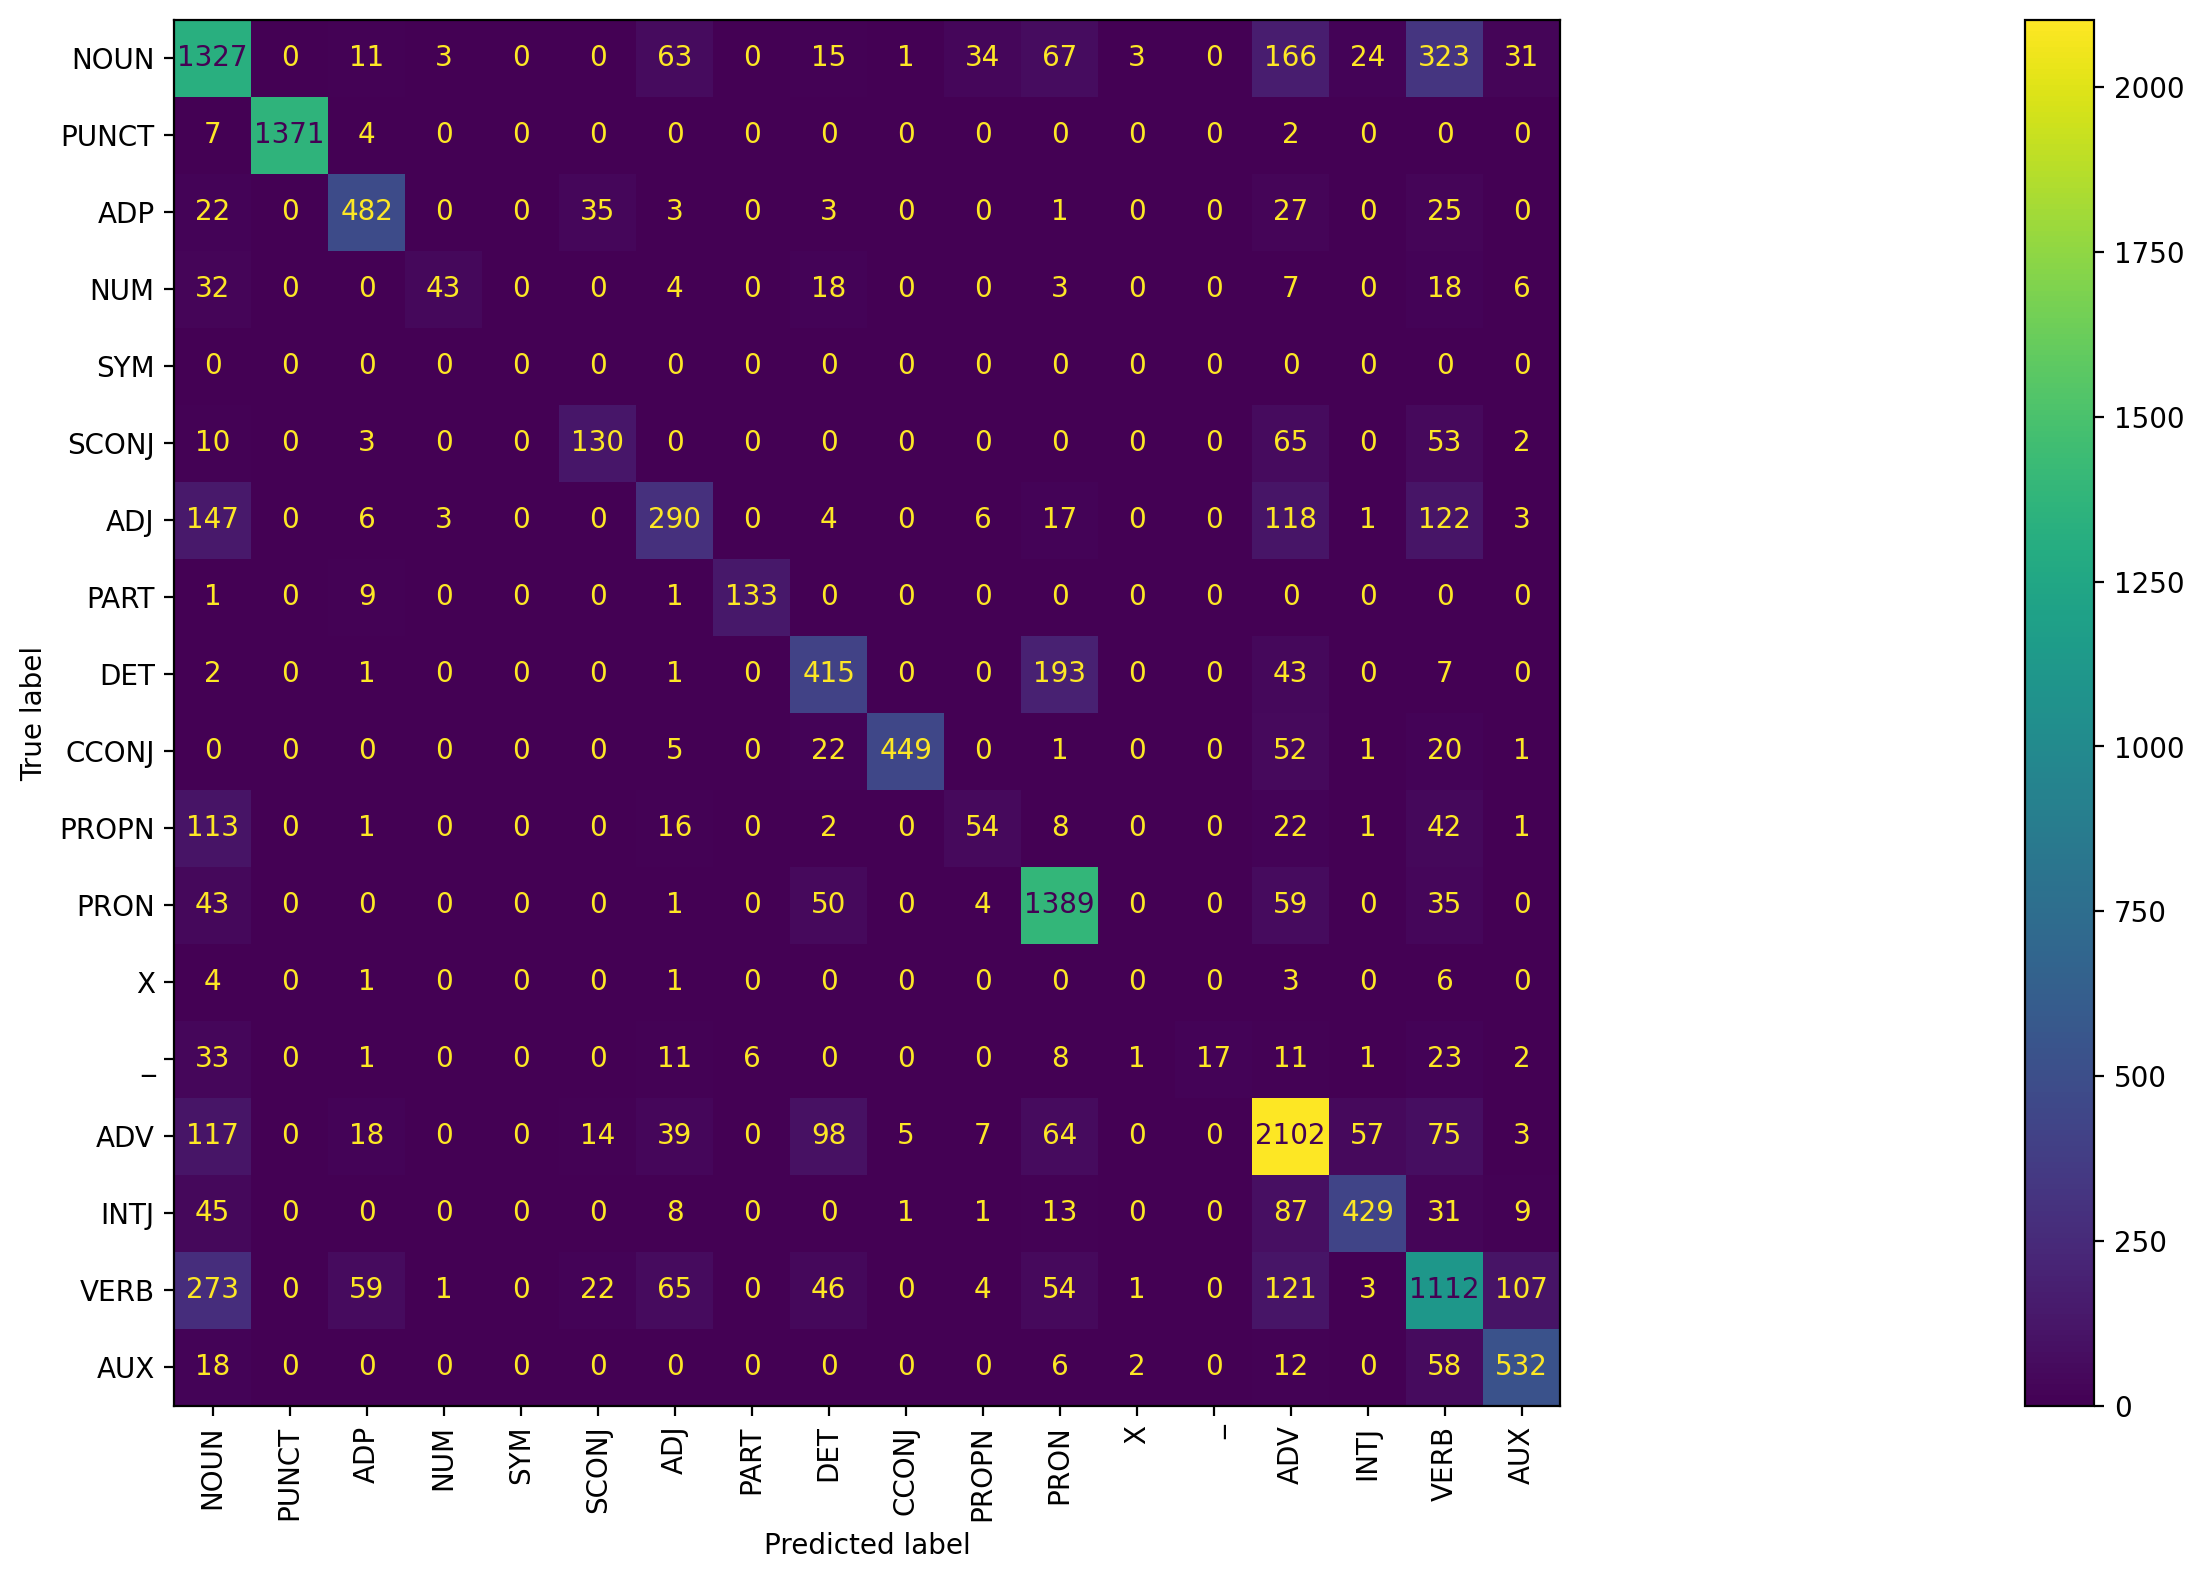 NOUN 1327 0 11 3 0 0 63 0 15 1 34 67 3 0 166 24 323 31
PUNCT 7 1371 4 0 0 0 0 0 0 0 0 0 0 0 2 0 0 0
ADP 22 0 482 0 0 35 3 0 3 0 0 1 0 0 27 0 25 0
NUM 32 0 0 43 0 0 4 0 18 0 0 3 0 0 7 0 18 6
SYM 0 0 0 0 0 0 0 0 0 0 0 0 0 0 0 0 0 0
SCONJ 10 0 3 0 0 130 0 0 0 0 0 0 0 0 65 0 53 2
ADJ 147 0 6 3 0 0 290 0 4 0 6 17 0 0 118 1 122 3
PART 1 0 9 0 0 0 1 133 0 0 0 0 0 0 0 0 0 0
DET 2 0 1 0 0 0 1 0 415 0 0 193 0 0 43 0 7 0
CCONJ 0 0 0 0 0 0 5 0 22 449 0 1 0 0 52 1 20 1
PROPN 113 0 1 0 0 0 16 0 2 0 54 8 0 0 22 1 42 1
PRON 43 0 0 0 0 0 1 0 50 0 4 1389 0 0 59 0 35 0
X 4 0 1 0 0 0 1 0 0 0 0 0 0 0 3 0 6 0
_ 33 0 1 0 0 0 11 6 0 0 0 8 1 17 11 1 23 2
ADV 117 0 18 0 0 14 39 0 98 5 7 64 0 0 2102 57 75 3
INTJ 45 0 0 0 0 0 8 0 0 1 1 13 0 0 87 429 31 9
VERB 273 0 59 1 0 22 65 0 46 0 4 54 1 0 121 3 1112 107
AUX 18 0 0 0 0 0 0 0 0 0 0 6 2 0 12 0 58 532
NOUN PUNCT ADP NUM SYM SCONJ ADJ PART DET CCONJ PROPN PRON X _ ADV INTJ VERB AUX
Predicted label
True label
2000
1750
1500
1250
1000
750
500
250
0